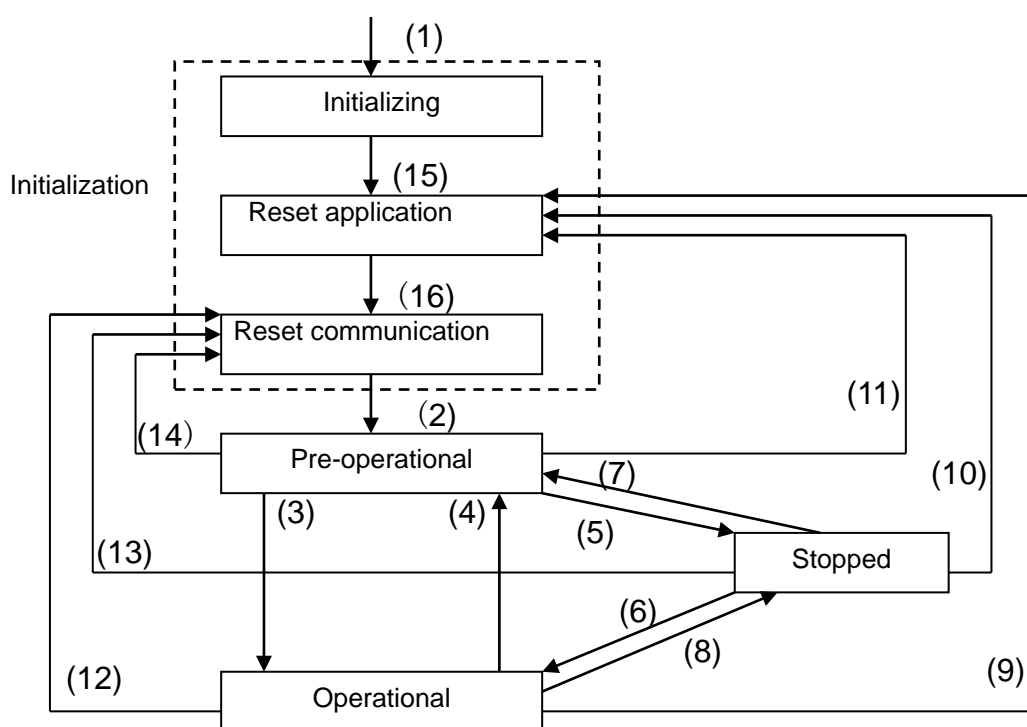 (1)
Initializing
Initialization
(15)
Reset application
（16)
Reset communication
(11)
（2)
(14）
Pre-operational
(7)
(10)
(3)
(4)
(5)
(13)
Stopped
(6)
(8)
(12)
Operational
(9)